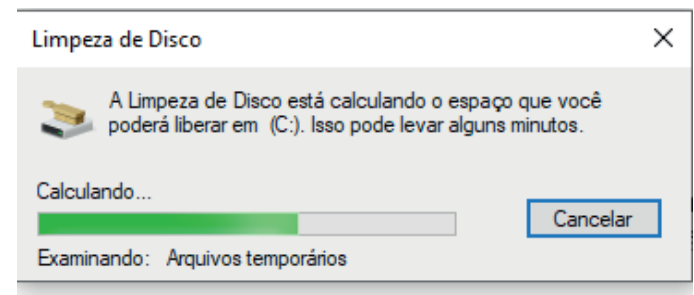 Limpeza de Disco
A Limpeza de Disco está calculando o espaço que você
poderá liberar em  (C:). Isso pode levar alguns minutos.
Calculando...
Cancelar
Examinando:   Arquivos temporários